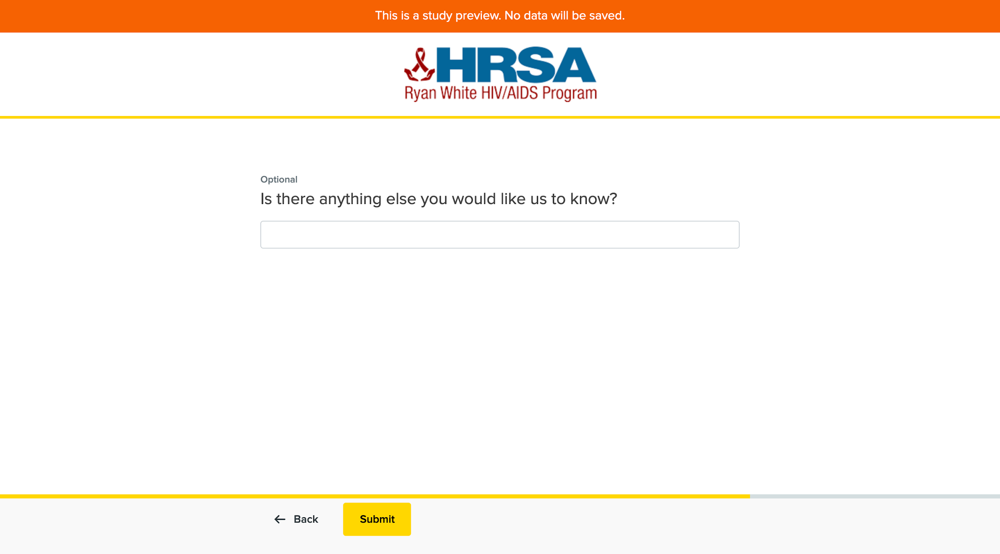 This is a study preview. No data will be saved.
HRSA
Ryan White HIV/AIDS Program
Optional
Is there anything else you would like us to know?
Back
Submit